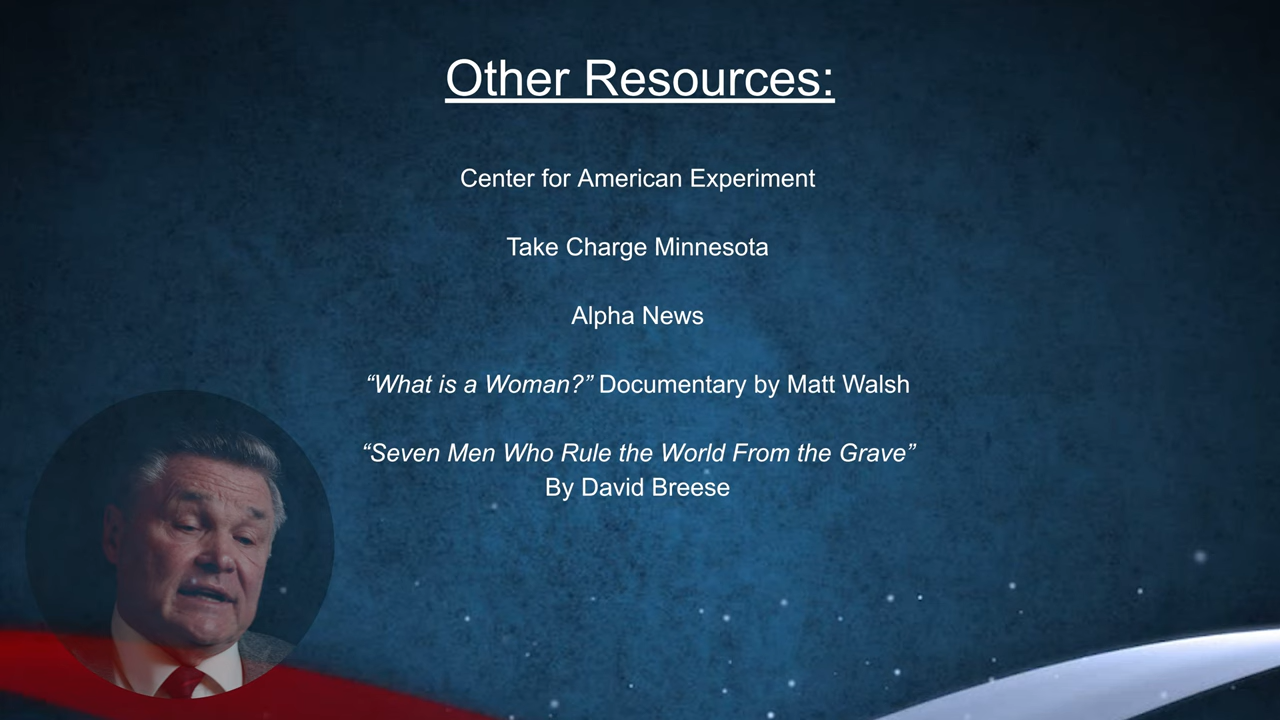 Other Resources:
Center for American Experiment
Take Charge Minnesota
Alpha News
“What is a Woman?” Documentary by Matt Walsh
“Seven Men Who Rule the World From the Grave”
By David Breese